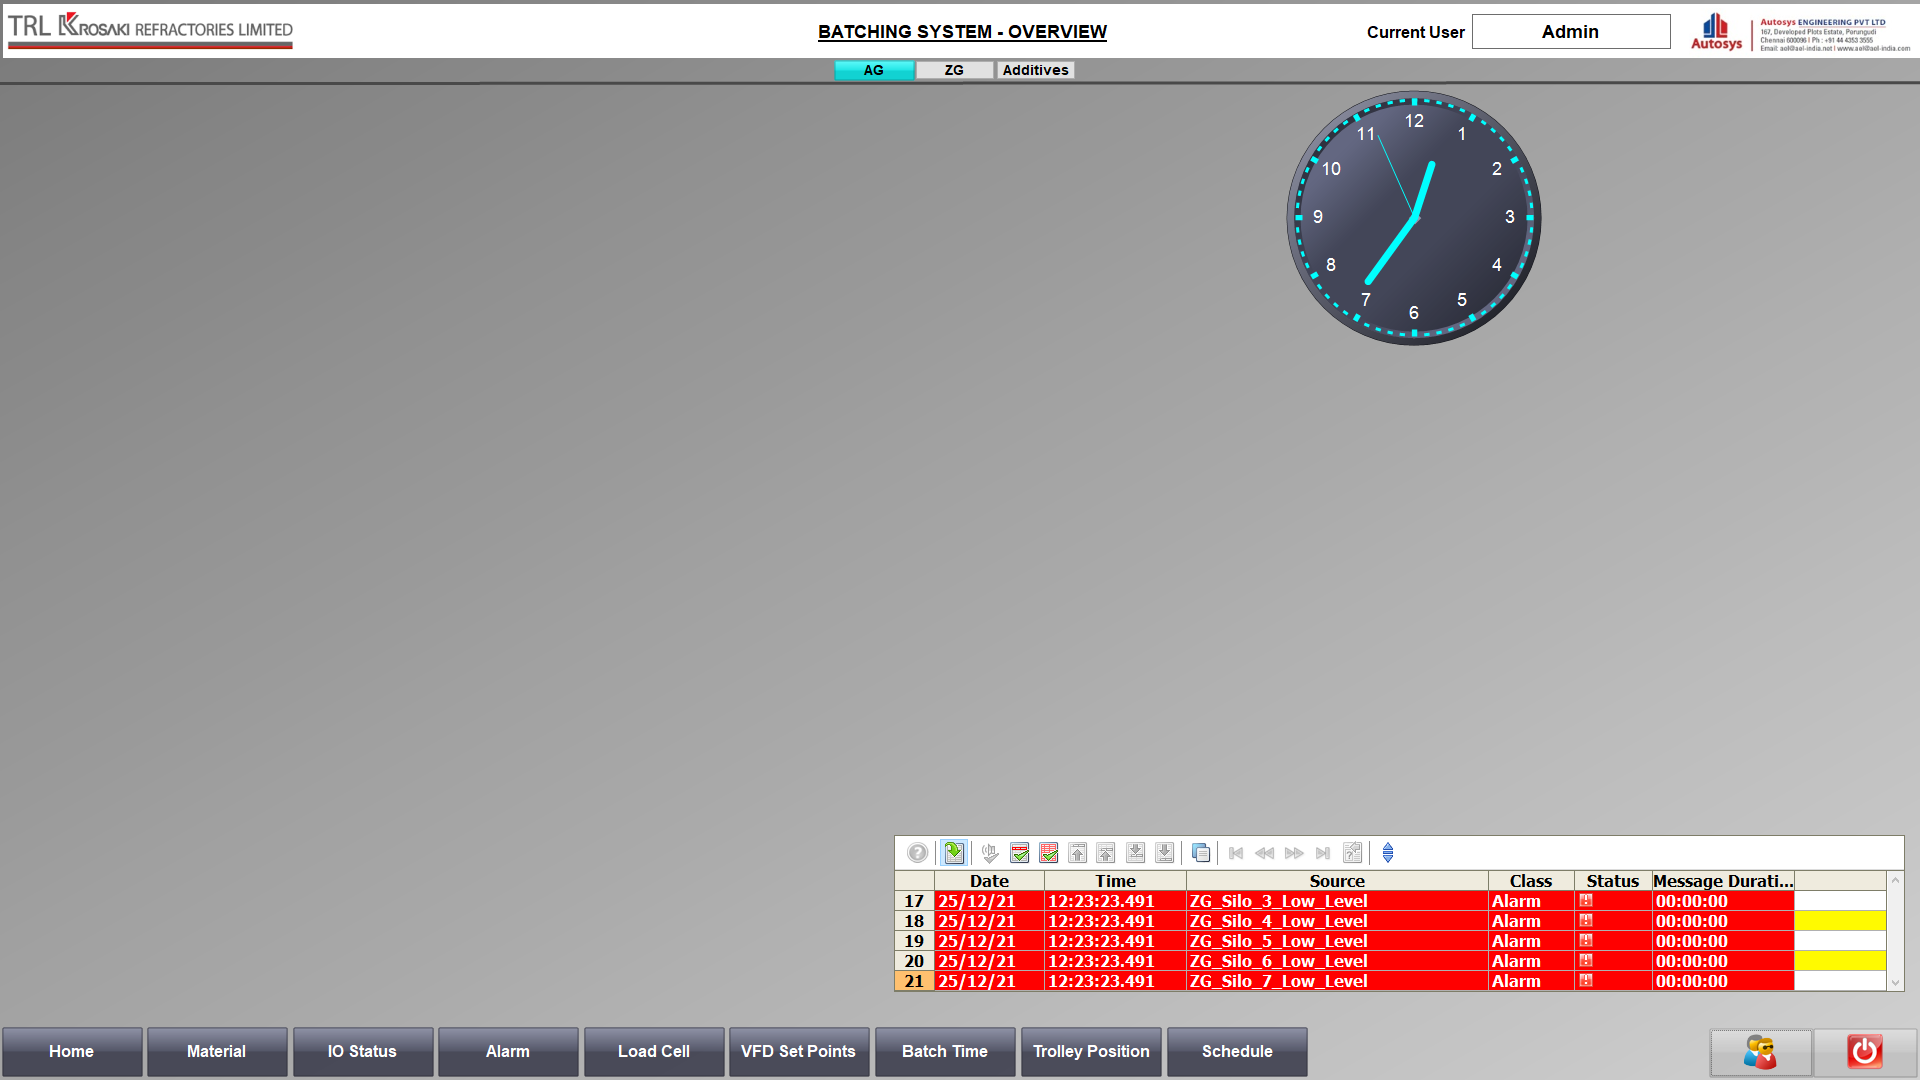 TRL KROSAKI REFRACTORIES LIMITED
BATCHING SYSTEM - OVERVIEW
Current User
Admin
Autosys
Autosys ENGINEERING PVT LTD
167, Developed Plots Estate, Perungudi
Chennai 600096 | Ph : +91 44 4353 3555
Email: aol@aol-india.net | www.aol-india.com
AG
ZG
Additives
12
11
1
10
2
9
3
8
4
7
5
6
Date Time Source Class Status Message Durati...
17 25/12/21 12:23:23.491 ZG_Silo_3_Low_Level Alarm 00:00:00
18 25/12/21 12:23:23.491 ZG_Silo_4_Low_Level Alarm 00:00:00
19 25/12/21 12:23:23.491 ZG_Silo_5_Low_Level Alarm 00:00:00
20 25/12/21 12:23:23.491 ZG_Silo_6_Low_Level Alarm 00:00:00
21 25/12/21 12:23:23.491 ZG_Silo_7_Low_Level Alarm 00:00:00
Home
Material
IO Status
Alarm
Load Cell
VFD Set Points
Batch Time
Trolley Position
Schedule